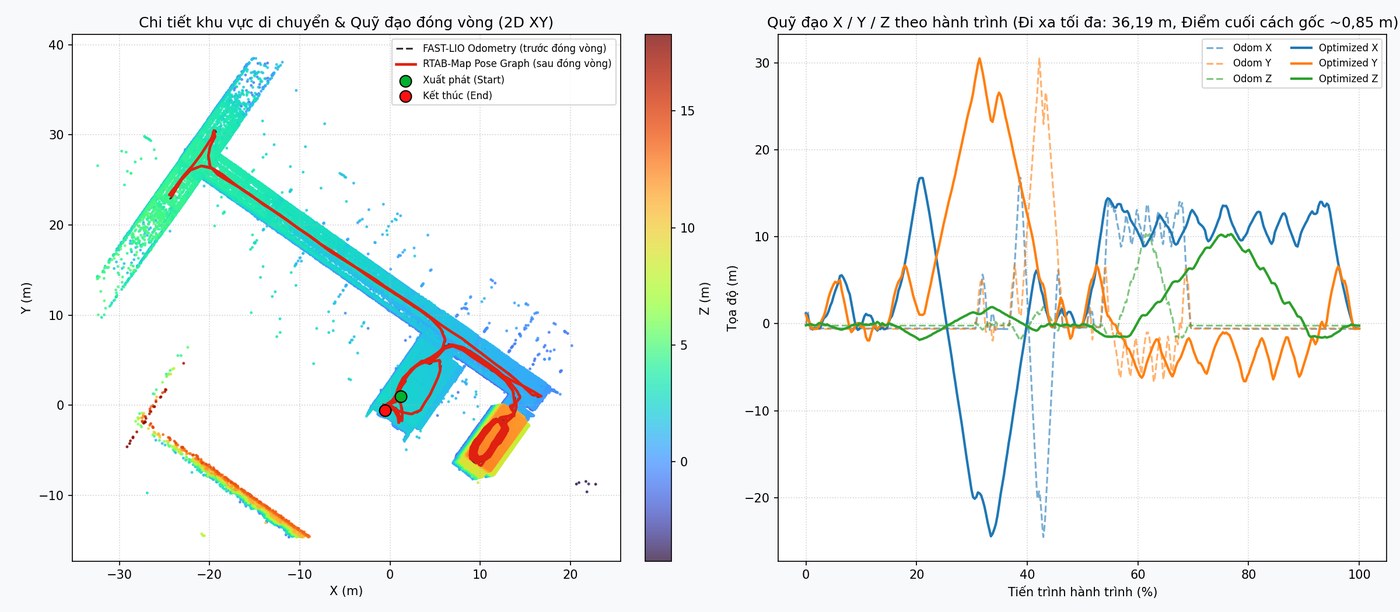 Chi tiết khu vực di chuyển & Quỹ đạo đóng vòng (2D XY)
FAST-LIO Odometry (trước đóng vòng)
RTAB-Map Pose Graph (sau đóng vòng)
Xuất phát (Start)
Kết thúc (End)
Y (m)
40
30
20
10
0
−10
−30
−20
−10
0
10
20
X (m)
15
10
5
0
Z (m)
Quỹ đạo X / Y / Z theo hành trình (Đi xa tối đa: 36,19 m, Điểm cuối cách gốc ~0,85 m)
Odom X
Odom Y
Odom Z
Optimized X
Optimized Y
Optimized Z
Tọa độ (m)
30
20
10
0
−10
−20
0
20
40
60
80
100
Tiến trình hành trình (%)